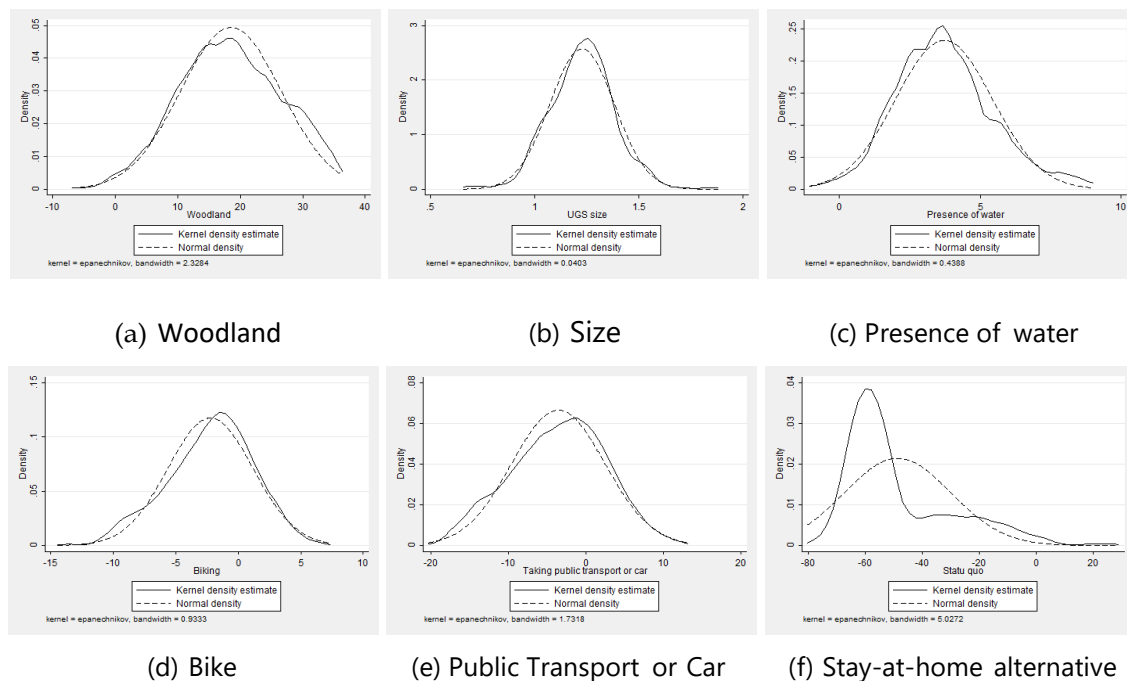 Density
0 .01 .02 .03 .04 .05
-10 0 10 20 30 40
Woodland
Kernel density estimate
Normal density
kernel = epanechnikov, bandwidth = 2.3284
Density
0 1 2 3
.5 1 1.5 2
UGS size
Kernel density estimate
Normal density
kernel = epanechnikov, bandwidth = 0.0403
Density
0 .05 .1 .15 .2 .25
0 5 10
Presence of water
Kernel density estimate
Normal density
kernel = epanechnikov, bandwidth = 0.4388
(a) Woodland
(b) Size
(c) Presence of water
Density
0 .05 .1 .15
-15 -10 -5 0 5 10
Biking
Kernel density estimate
Normal density
kernel = epanechnikov, bandwidth = 0.9333
Density
0 .02 .04 .06 .08
-20 -10 0 10 20
Taking public transport or car
Kernel density estimate
Normal density
kernel = epanechnikov, bandwidth = 1.7318
Density
0 .01 .02 .03 .04
-80 -60 -40 -20 0 20
Statu quo
Kernel density estimate
Normal density
kernel = epanechnikov, bandwidth = 5.0272
(d) Bike
(e) Public Transport or Car
(f) Stay-at-home alternative